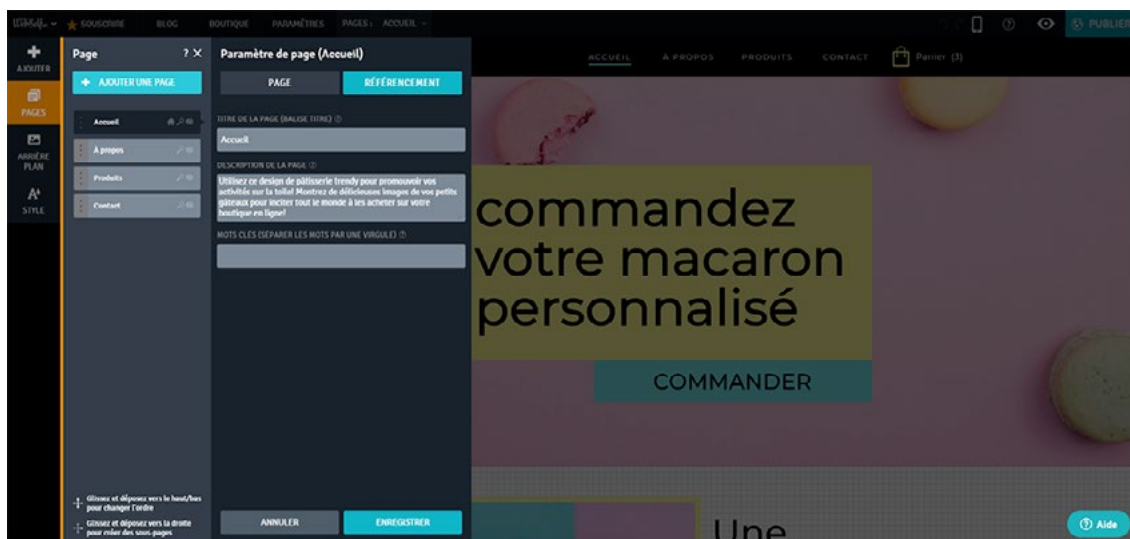 SOUSCRIRE BLOG BOUTIQUE PARAMÈTRES PAGES: ACCUEIL PUBLIER
AJOUTER
PAGES
ARRIÈRE
PLAN
STYLE
Page ? X
+ AJOUTER UNE PAGE
Accueil
À propos
Produits
Contact
Glissez et déposez vers le haut/bas
pour changer l'ordre
Glissez et déposez vers la droite
pour créer des sous-pages
Paramètre de page (Accueil)
PAGE RÉFÉRENCEMENT
TITRE DE LA PAGE (BALISE TITRE)
Accueil
DESCRIPTION DE LA PAGE
Utilisez ce design de pâtisserie trendy pour promouvoir vos
activités sur la toile! Montrez de délicieuses images de vos petits
gâteaux pour inciter tout le monde à les acheter sur votre
boutique en ligne!
MOTS CLÉS (SÉPARER LES MOTS PAR UNE VIRGULE)
ANNULER ENREGISTRER
ACCUEIL À PROPOS PRODUITS CONTACT Panier (3)
commandez
votre macaron
personnalisé
COMMANDER
Une
Aide